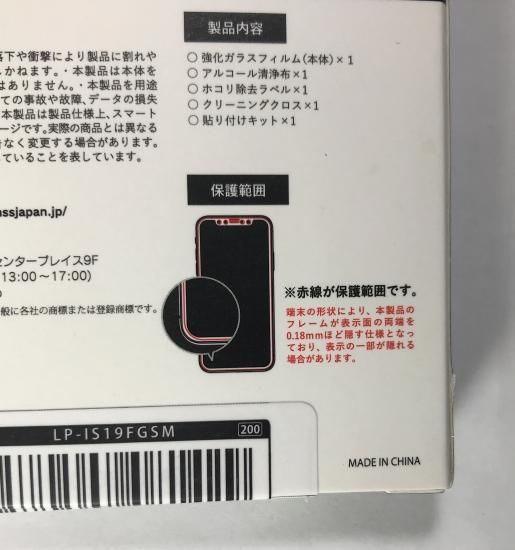 製品内容
○ 強化ガラスフィルム(本体)×1
○ アルコール清浄布×1
○ ホコリ除去ラベル×1
○ クリーニングクロス×1
○ 貼り付けキット×1
落下や衝撃により製品に割れや
しかねます。・本製品は本体を
はありません。・本製品を用途
ての事故や故障、データの損失
本製品は製品仕様上、スマート
ージです。実際の商品とは異なる
なく変更する場合があります。
ていることを表しています。
ssjapan.jp/
センタープレイス9F
13:00〜17:00)
般に各社の商標または登録商標です。
保護範囲
※赤線が保護範囲です。
端末の形状により、本製品の
フレームが表示面の両端を
0.18mmほど隠す仕様となっ
ており、表示の一部が隠れる
場合があります。
LP-IS19FGSM
200
MADE IN CHINA